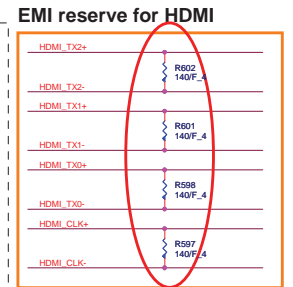 EMI reserve for HDMI
HDMI_TX2+
R602
140/F_4
HDMI_TX2-
HDMI_TX1+
R601
140/F_4
HDMI_TX1-
HDMI_TX0+
R598
140/F_4
HDMI_TX0-
HDMI_CLK+
R597
140/F_4
HDMI_CLK-